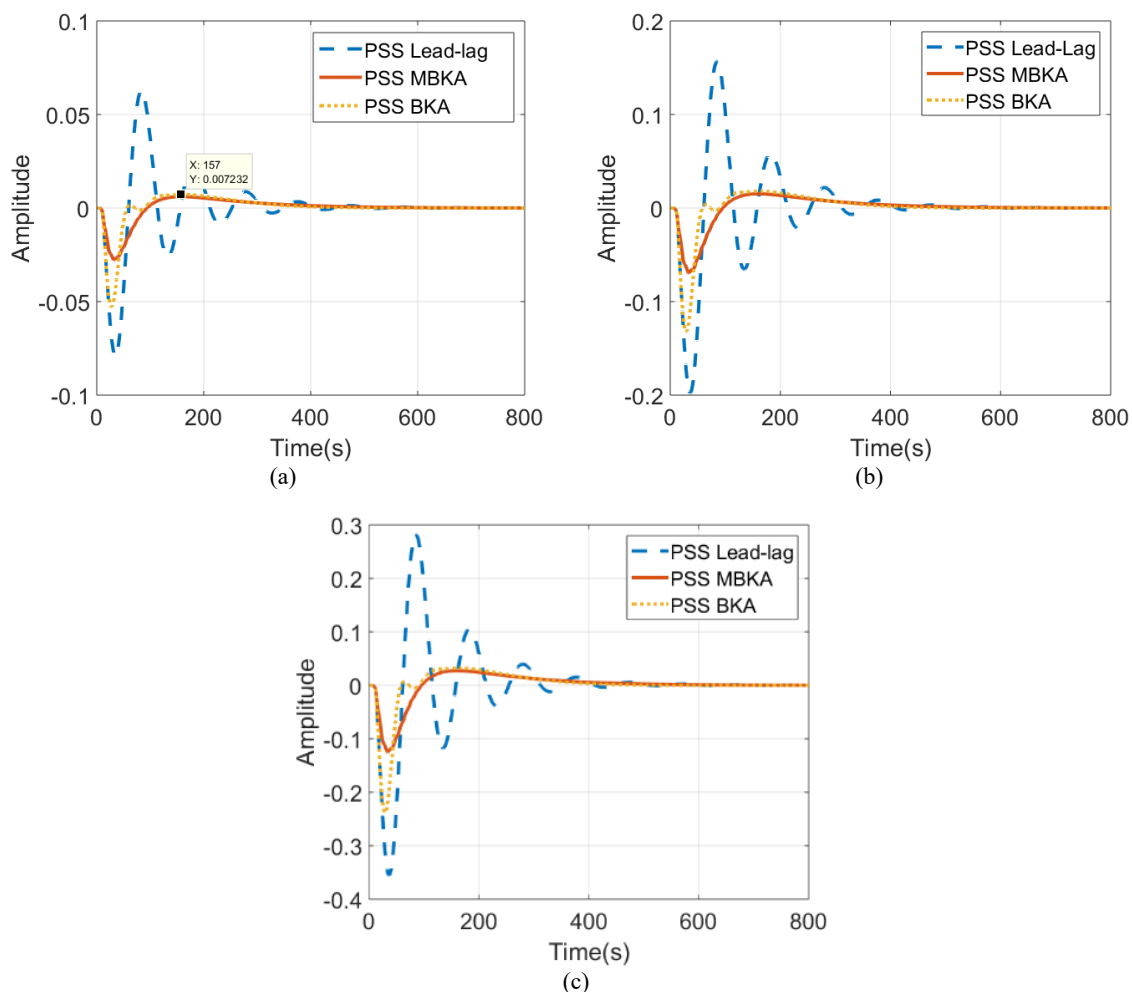 0.1
0.05
0
-0.05
-0.1
Amplitude
PSS Lead-lag
PSS MBKA
PSS BKA
X: 157
Y: 0.007232
0 200 400 600 800
Time(s)
(a)
0.2
0.1
0
-0.1
-0.2
Amplitude
PSS Lead-Lag
PSS MBKA
PSS BKA
0 200 400 600 800
Time(s)
(b)
0.3
0.2
0.1
0
-0.1
-0.2
-0.3
-0.4
Amplitude
PSS Lead-lag
PSS MBKA
PSS BKA
0 200 400 600 800
Time(s)
(c)